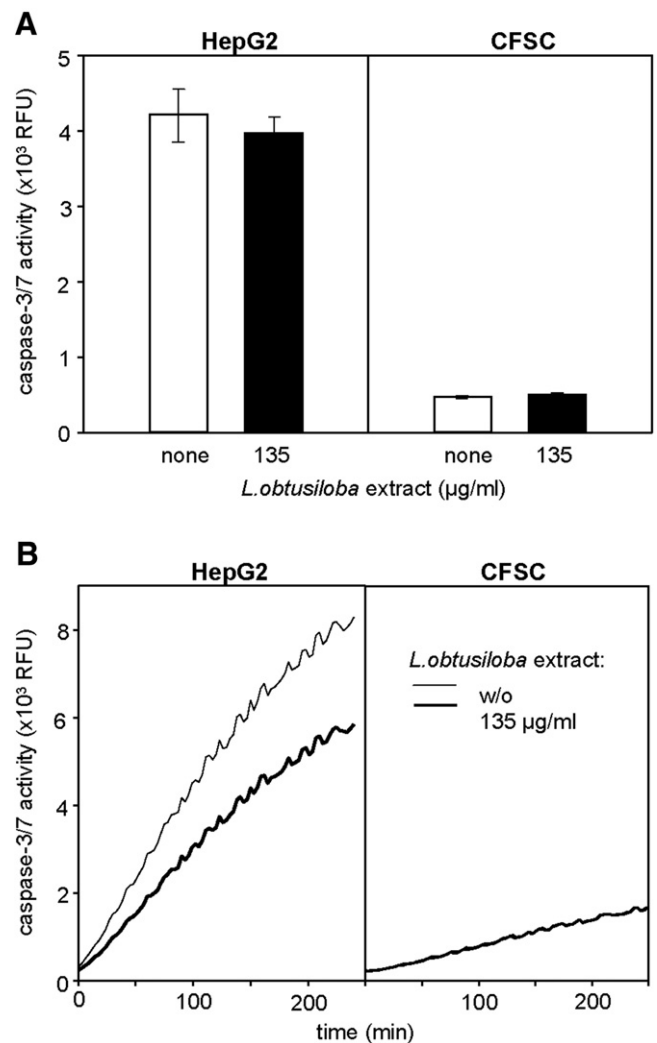 A
HepG2 CFSC
caspase-3/7 activity (x10³ RFU)
5
4
3
2
1
0
none 135 none 135
L.obtusiloba extract (µg/ml)
B
HepG2 CFSC
caspase-3/7 activity (x10³ RFU)
8
6
4
2
0
L.obtusiloba extract:
w/o
135 µg/ml
0 100 200 100 200
time (min)